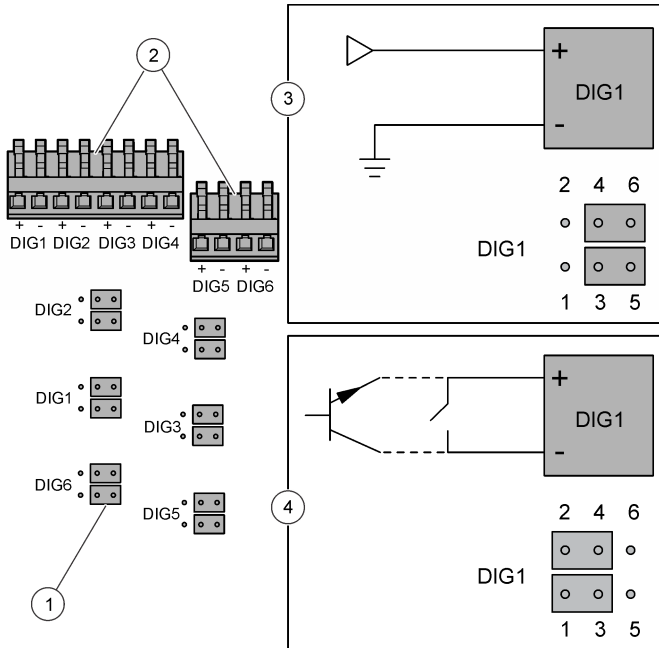 2
+ - + - + - + -
DIG1 DIG2 DIG3 DIG4
+ - + -
DIG5 DIG6
DIG2
DIG4
DIG1
DIG3
DIG6
DIG5
1
3
+
DIG1
-
2 4 6
DIG1
1 3 5
4
+
DIG1
-
2 4 6
DIG1
1 3 5